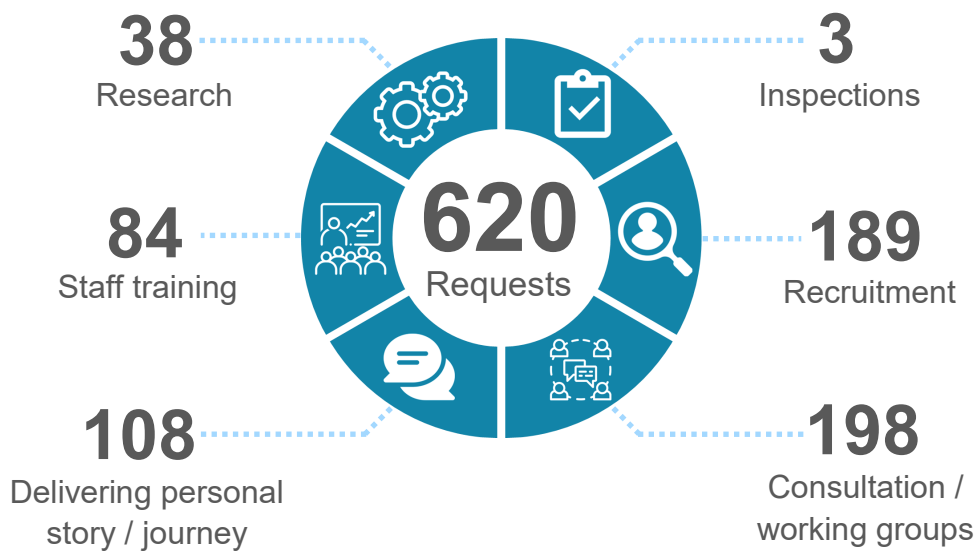 38
Research
3
Inspections
84
Staff training
620
Requests
189
Recruitment
108
Delivering personal
story / journey
198
Consultation /
working groups